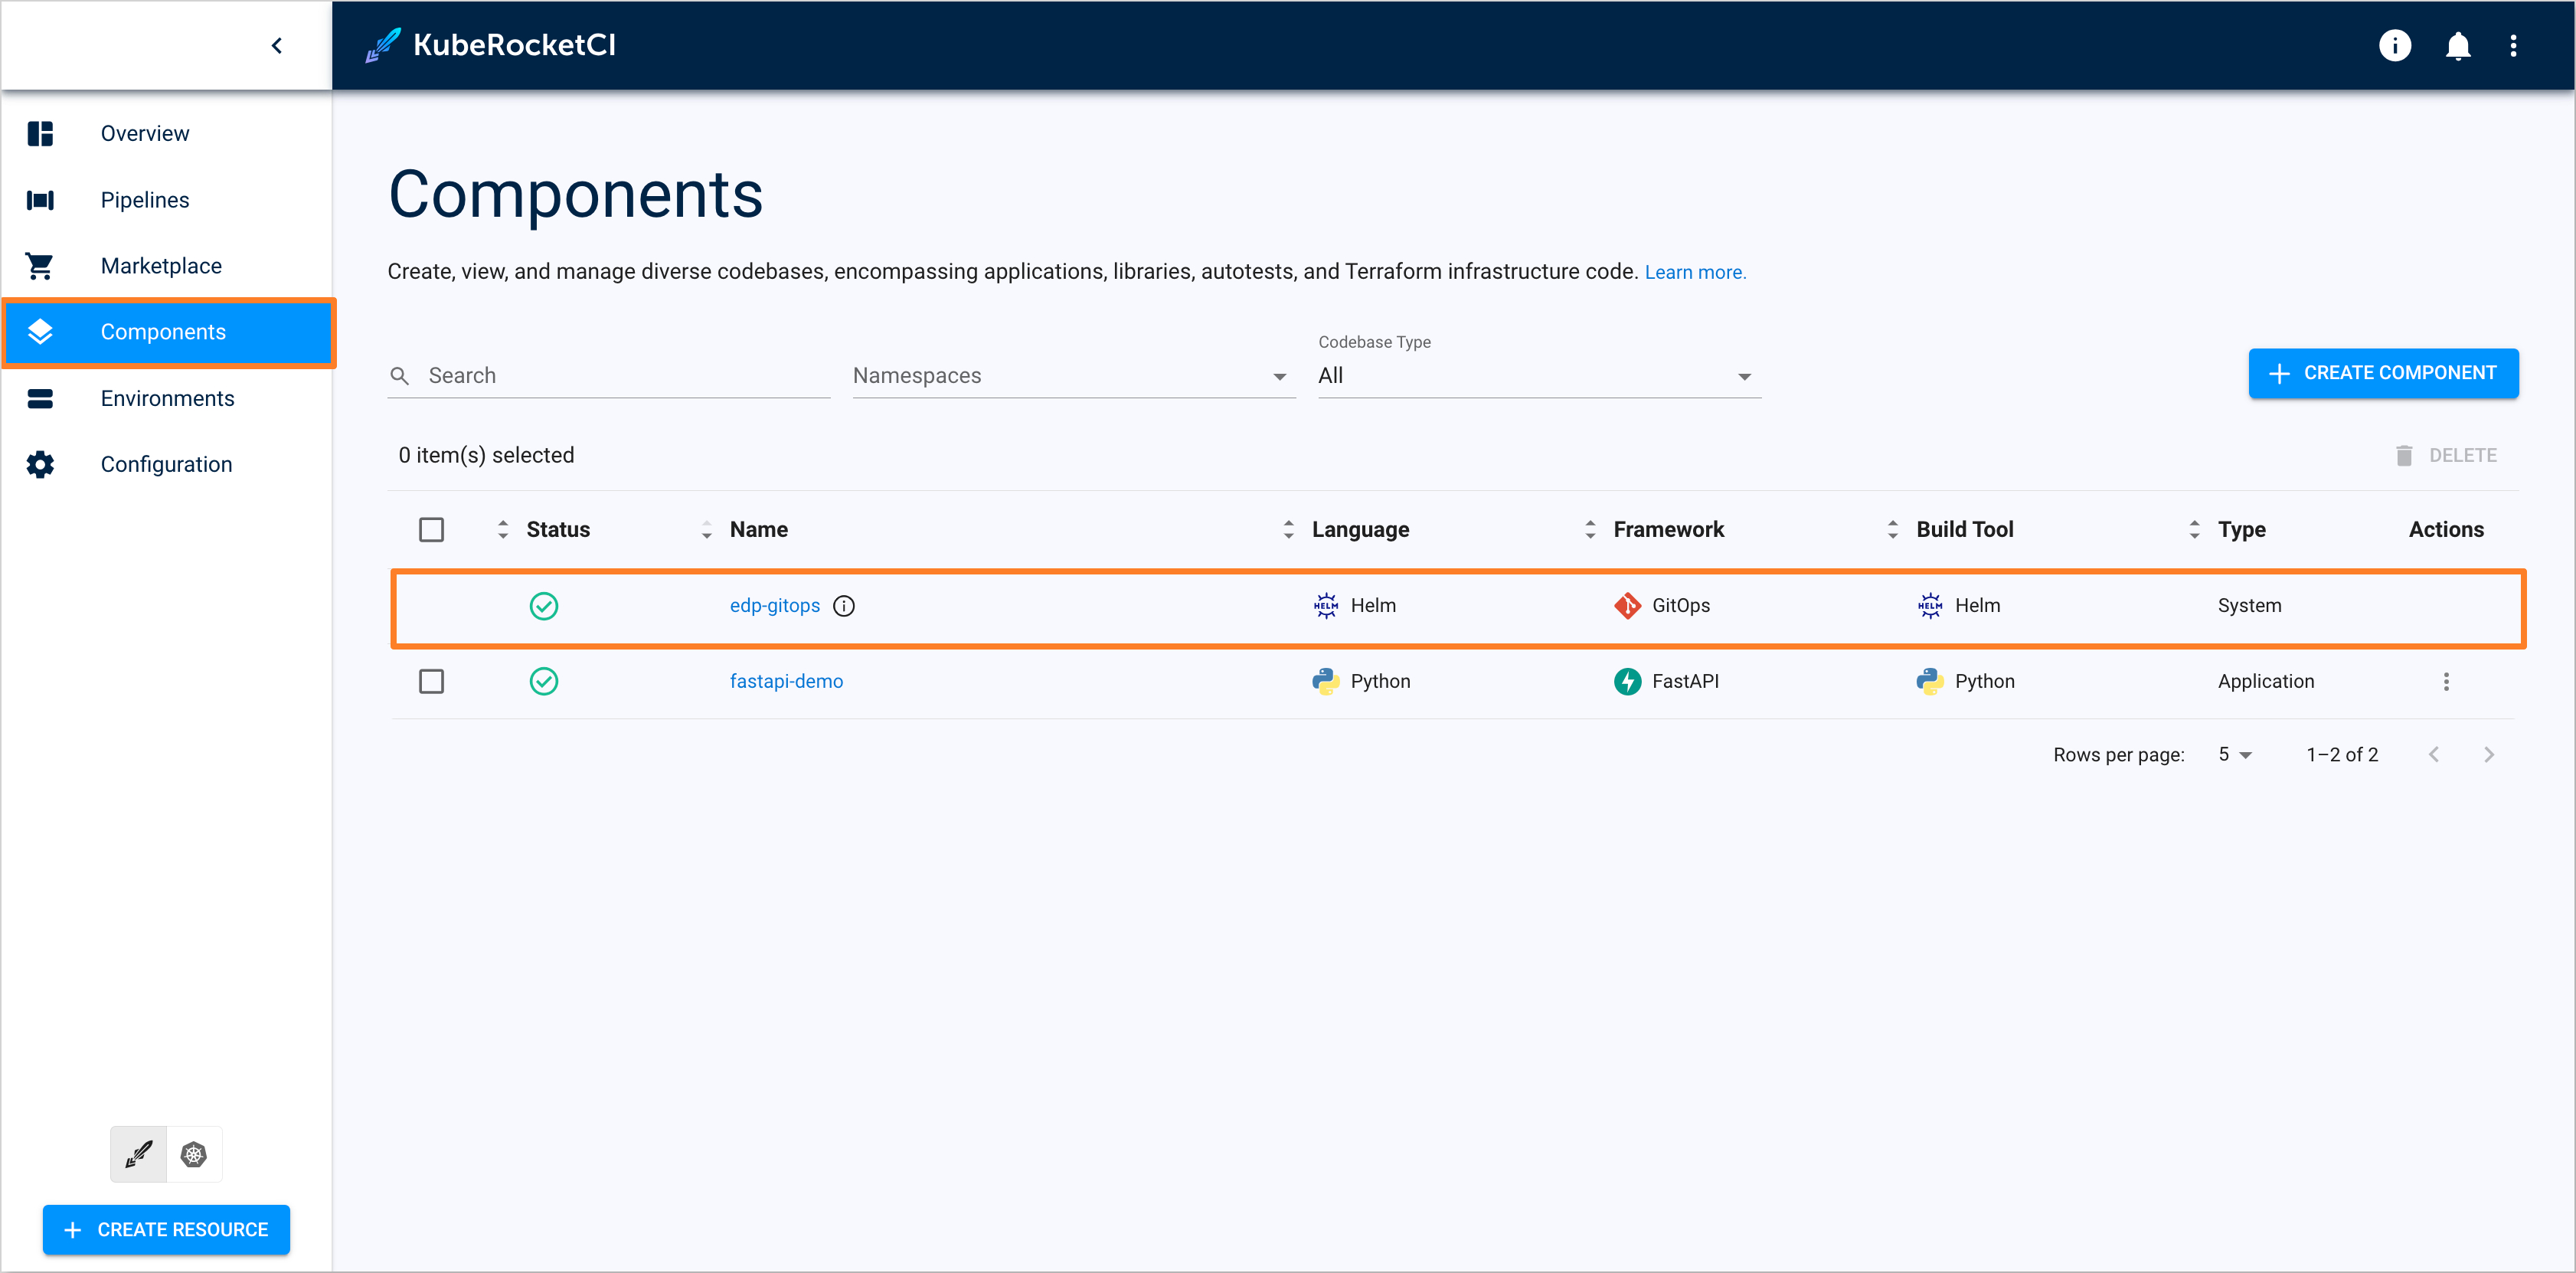 KubeRocketCI
Overview
Pipelines
Marketplace
Components
Environments
Configuration
CREATE RESOURCE
Components
Create, view, and manage diverse codebases, encompassing applications, libraries, autotests, and Terraform infrastructure code. Learn more.
Search Namespaces Codebase Type All CREATE COMPONENT
0 item(s) selected DELETE
Status Name Language Framework Build Tool Type Actions
edp-gitops HELM Helm GitOps HELM Helm System
fastapi-demo Python FastAPI Python Application
Rows per page: 5 1–2 of 2